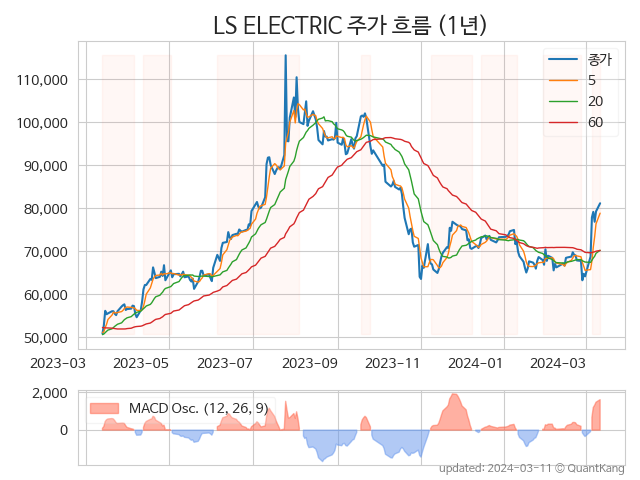 LS ELECTRIC 주가 흐름 (1년)
종가
5
20
60
110,000
100,000
90,000
80,000
70,000
60,000
50,000
2023-03 2023-05 2023-07 2023-09 2023-11 2024-01 2024-03
MACD Osc. (12, 26, 9)
2,000
0
updated: 2024-03-11 © QuantKang